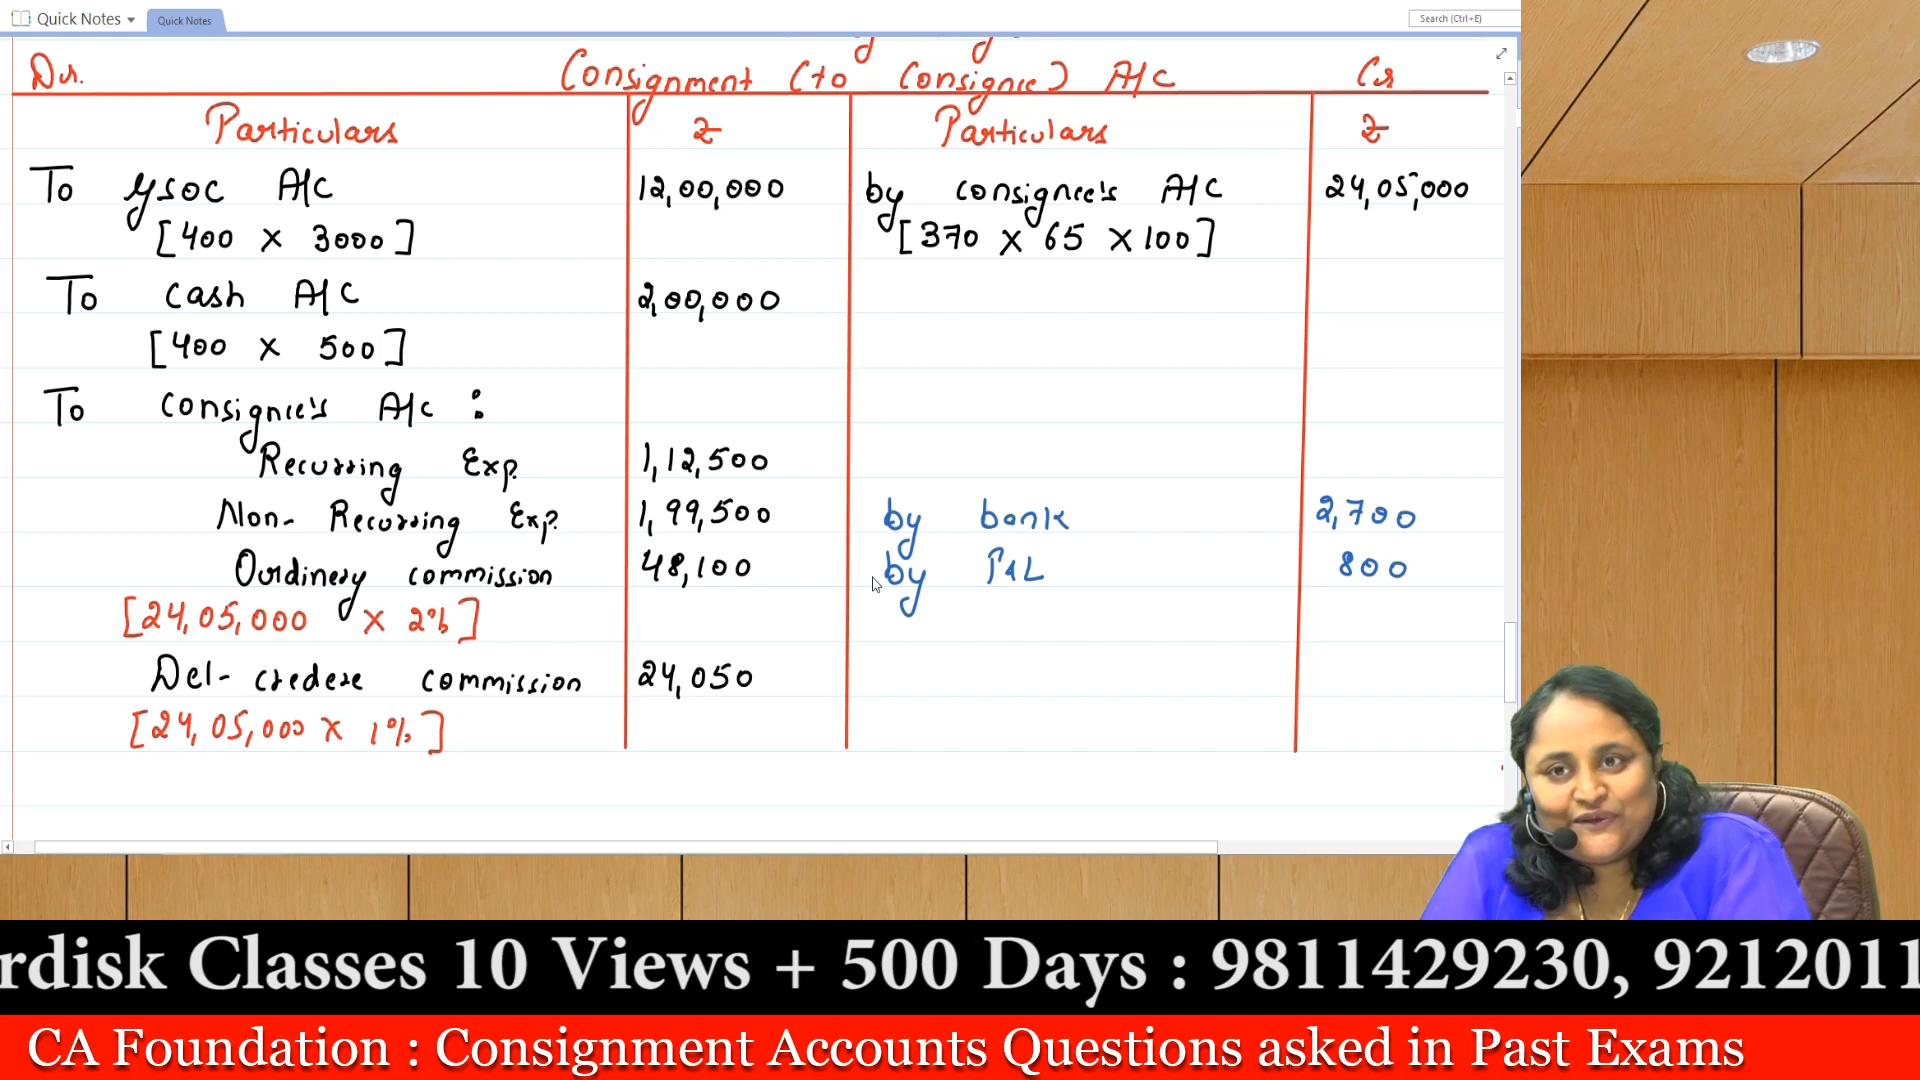 Quick Notes
Quick Notes
Search (Ctrl+E)
Dr. Consignment (to Consignee) A/C Cr
Particulars ₹ Particulars ₹
To GSOC A/C 12,00,000 by consignee's A/C 24,05,000
[400 x 3000] [370 x 65 x 100]
To cash A/C 2,00,000
[400 x 500]
To consignee's A/c :
Recurring Exp. 1,12,500
Non- Recurring Exp. 1,99,500 by bank 2,700
Ourdinery commission 48,100 by P&L 800
[24,05,000 x 2%]
Del- credere commission 24,050
[24,05,000 x 1%]
rdisk Classes 10 Views + 500 Days : 9811429230, 9212011
CA Foundation : Consignment Accounts Questions asked in Past Exams